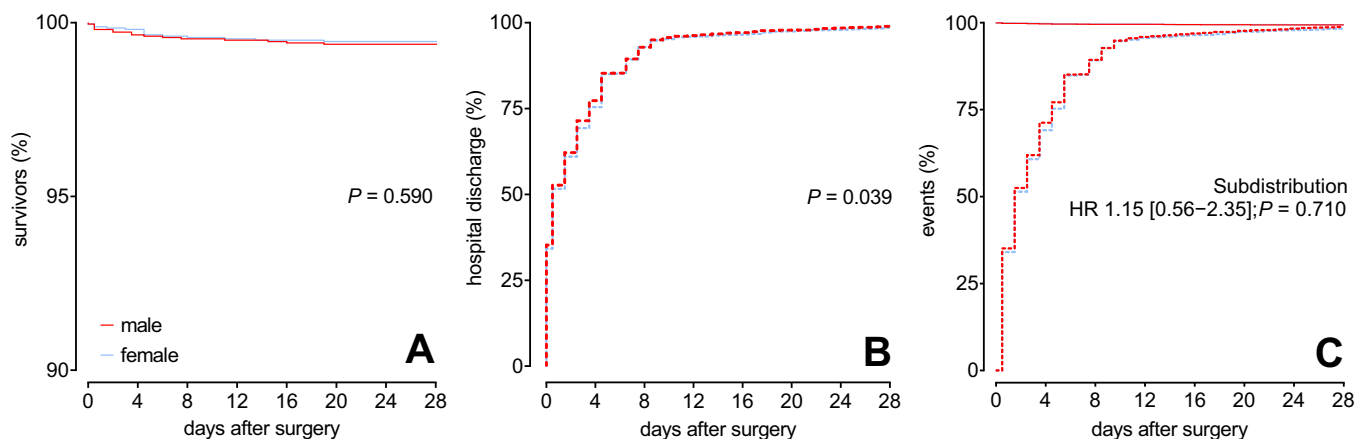 100
95
90
survivors (%)
P = 0.590
male
female
A
0 4 8 12 16 20 24 28
days after surgery
100
75
50
25
0
hospital discharge (%)
P = 0.039
B
0 4 8 12 16 20 24 28
days after surgery
100
75
50
25
0
events (%)
Subdistribution
HR 1.15 [0.56−2.35];P = 0.710
C
0 4 8 12 16 20 24 28
days after surgery